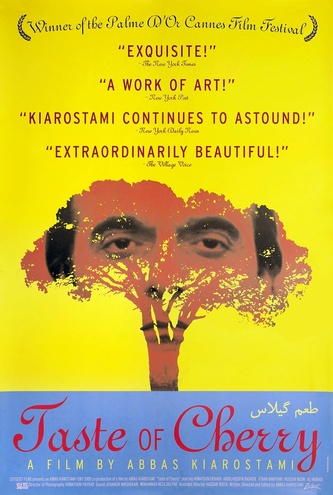 Winner of the Palme D'Or Cannes Film Festival
"EXQUISITE!"
-The New York Times
"A WORK OF ART!"
-New York Post
"KIAROSTAMI CONTINUES TO ASTOUND!"
-New York Daily News
"EXTRAORDINARILY BEAUTIFUL!"
-The Village Voice
طعم گيلاس
Taste OF Cherry
A FILM BY ABBAS KIAROSTAMI